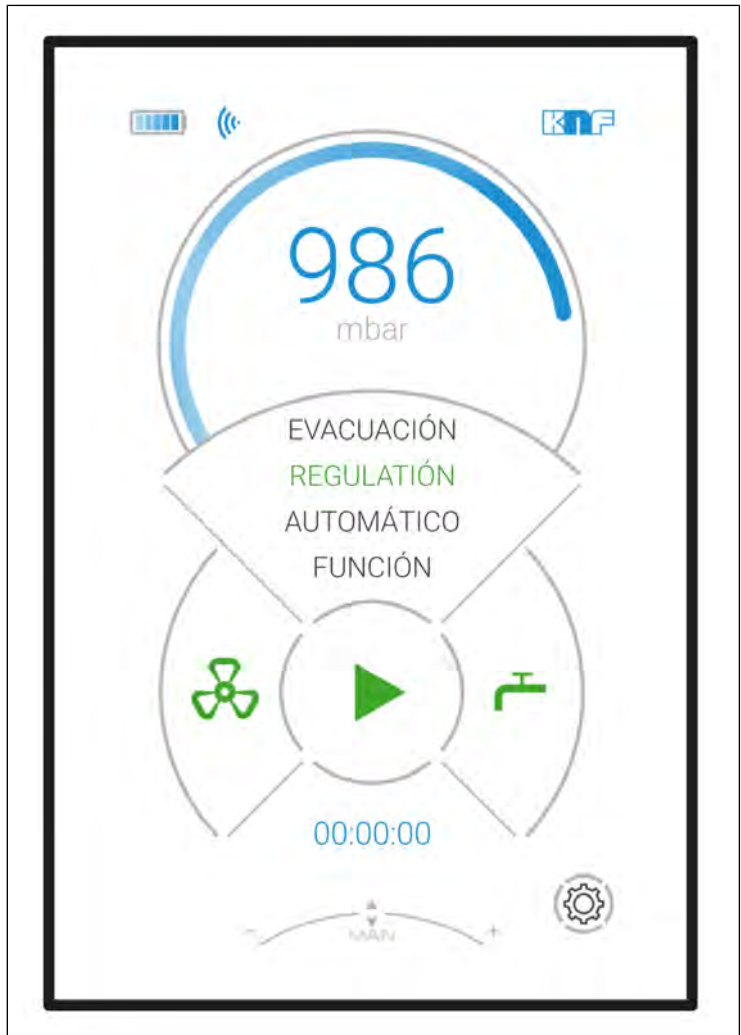 KNF
986
mbar
EVACUACIÓN
REGULATIÓN
AUTOMÁTICO
FUNCIÓN
00:00:00
- MAN +